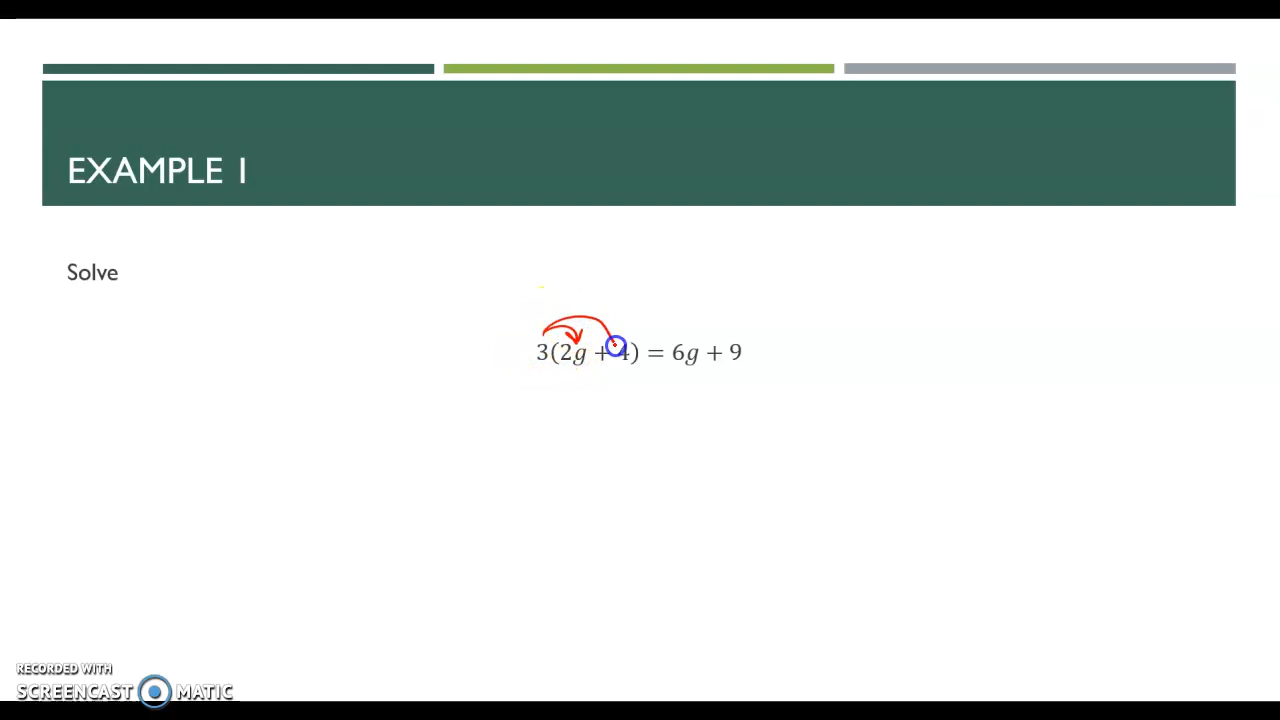 EXAMPLE 1
Solve
3(2g + 4) = 6g + 9
RECORDED WITH
SCREENCAST MATIC